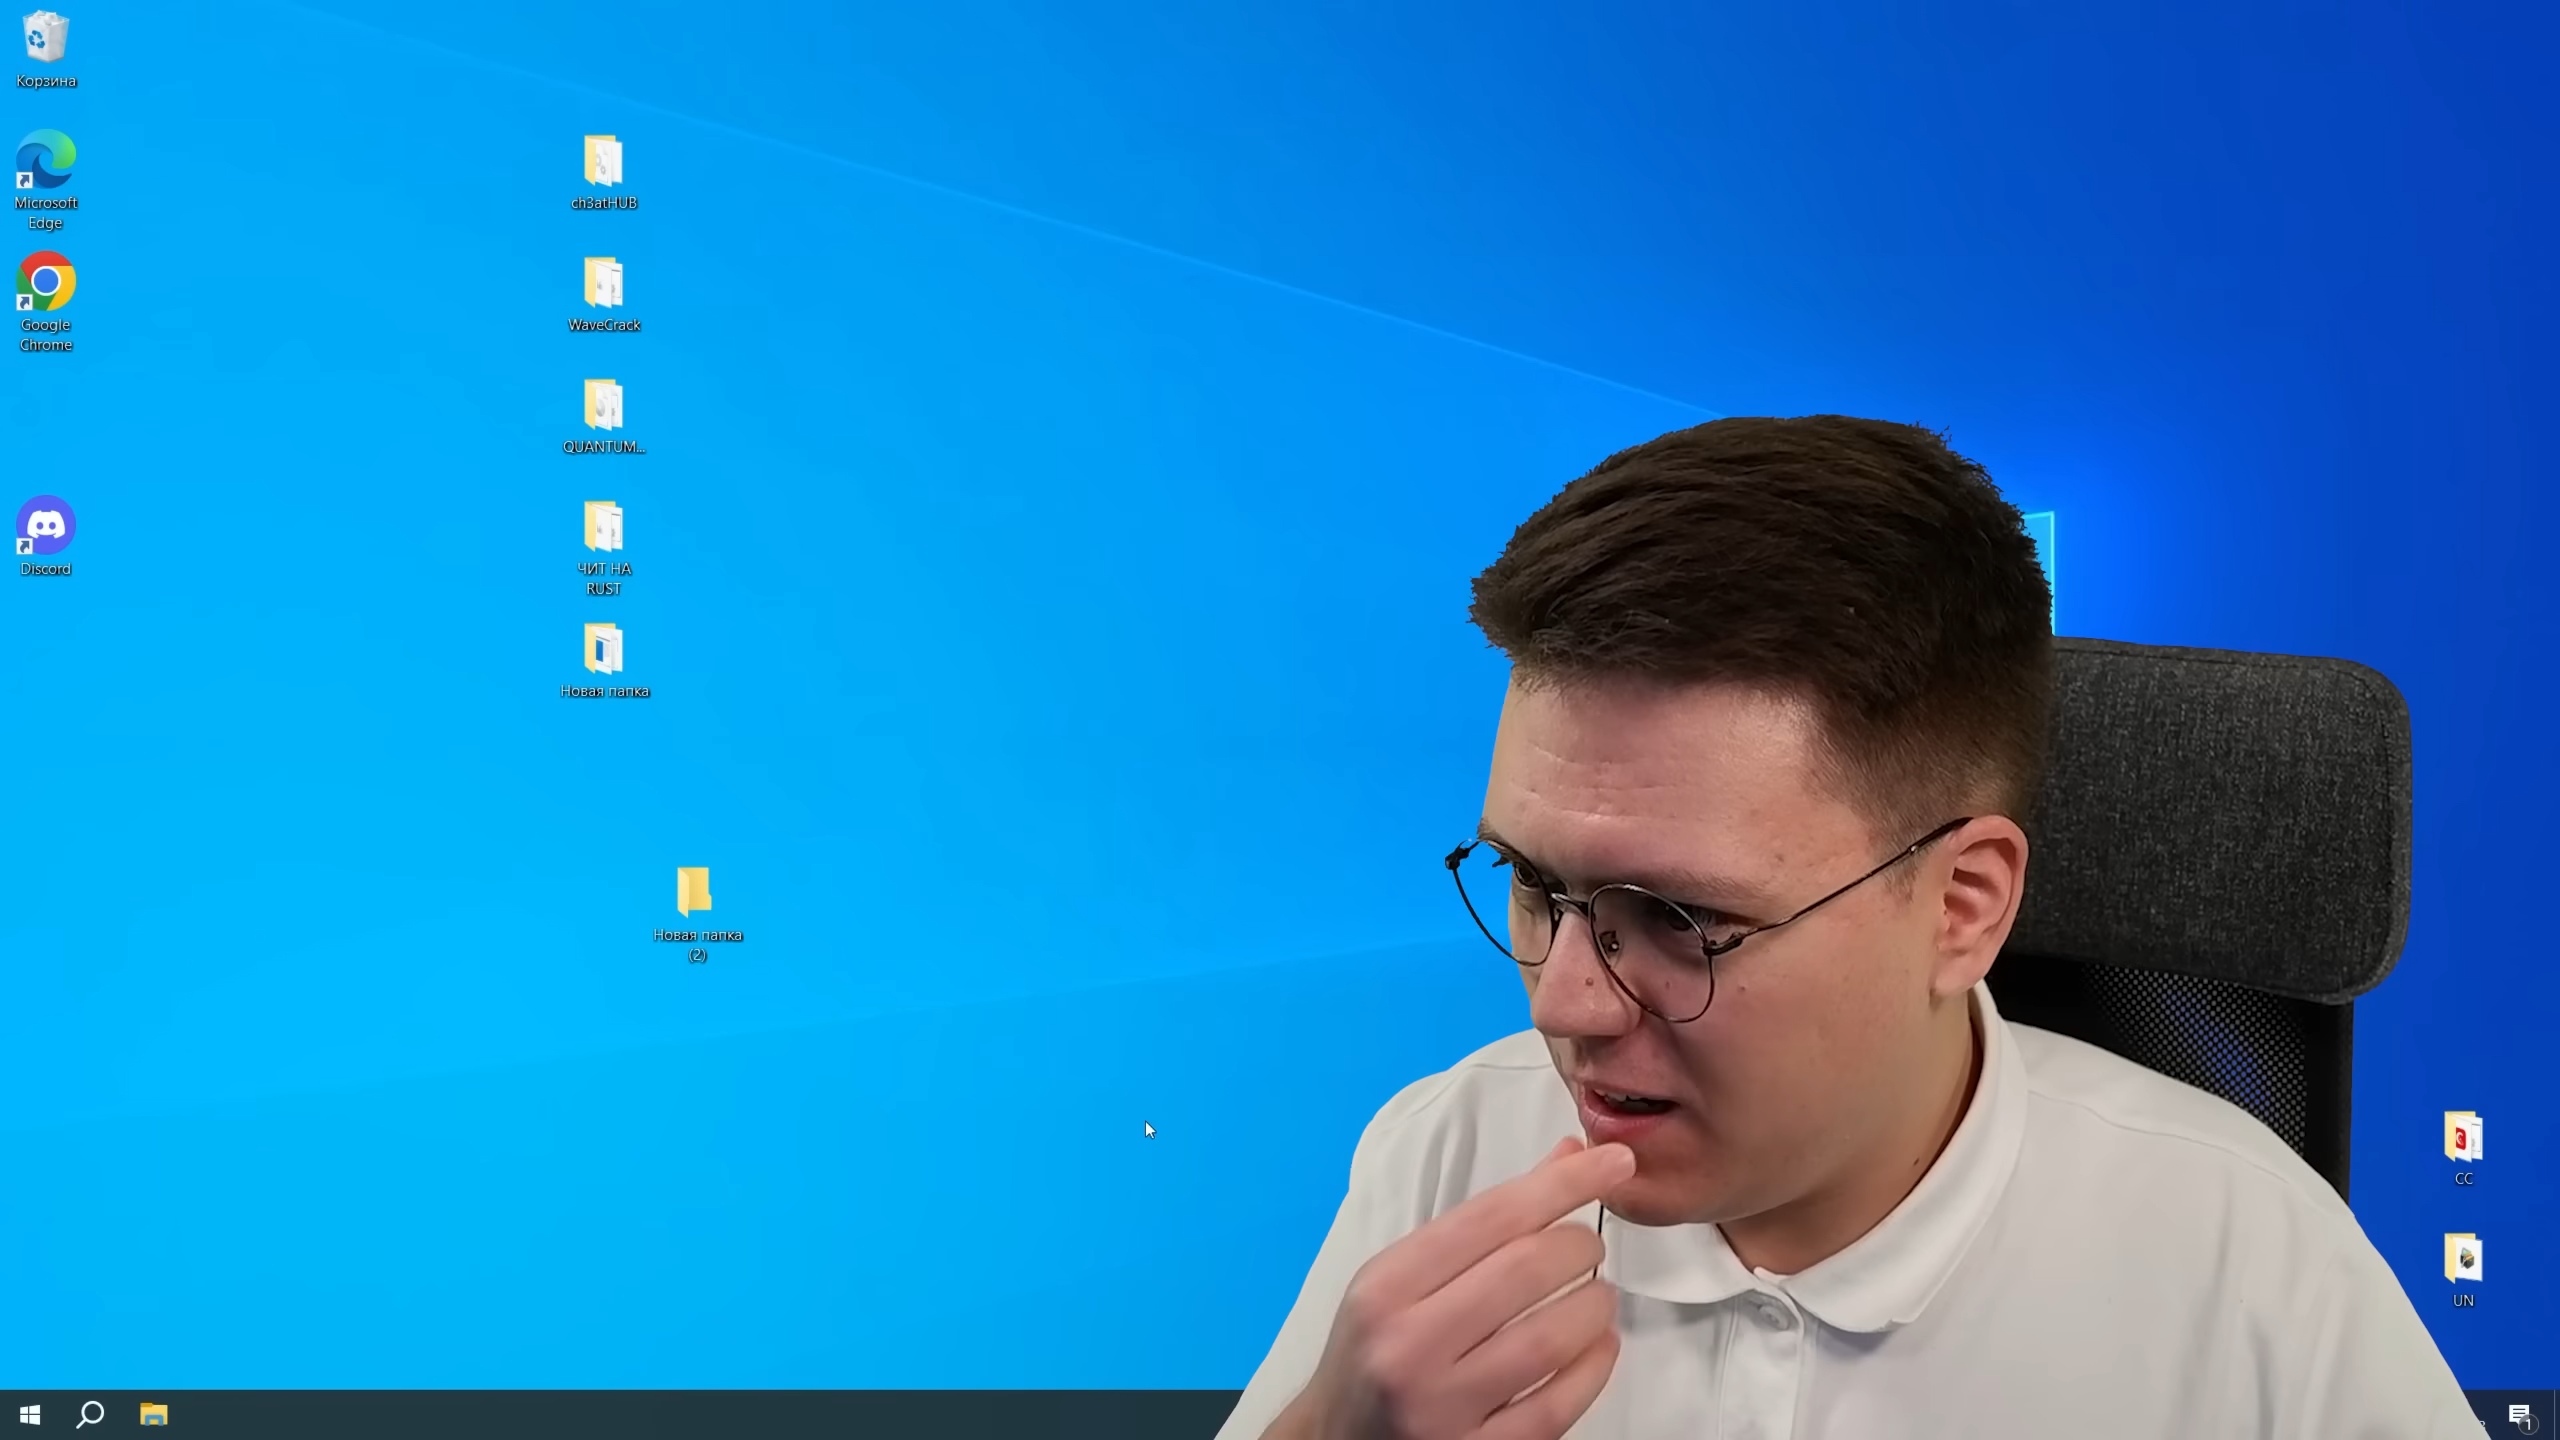 Корзина
Microsoft
Edge
Google
Chrome
Discord
ch3atHUB
WaveCrack
QUANTUM...
ЧИТ НА
RUST
Новая папка
Новая папка
(2)
CC
UN
1